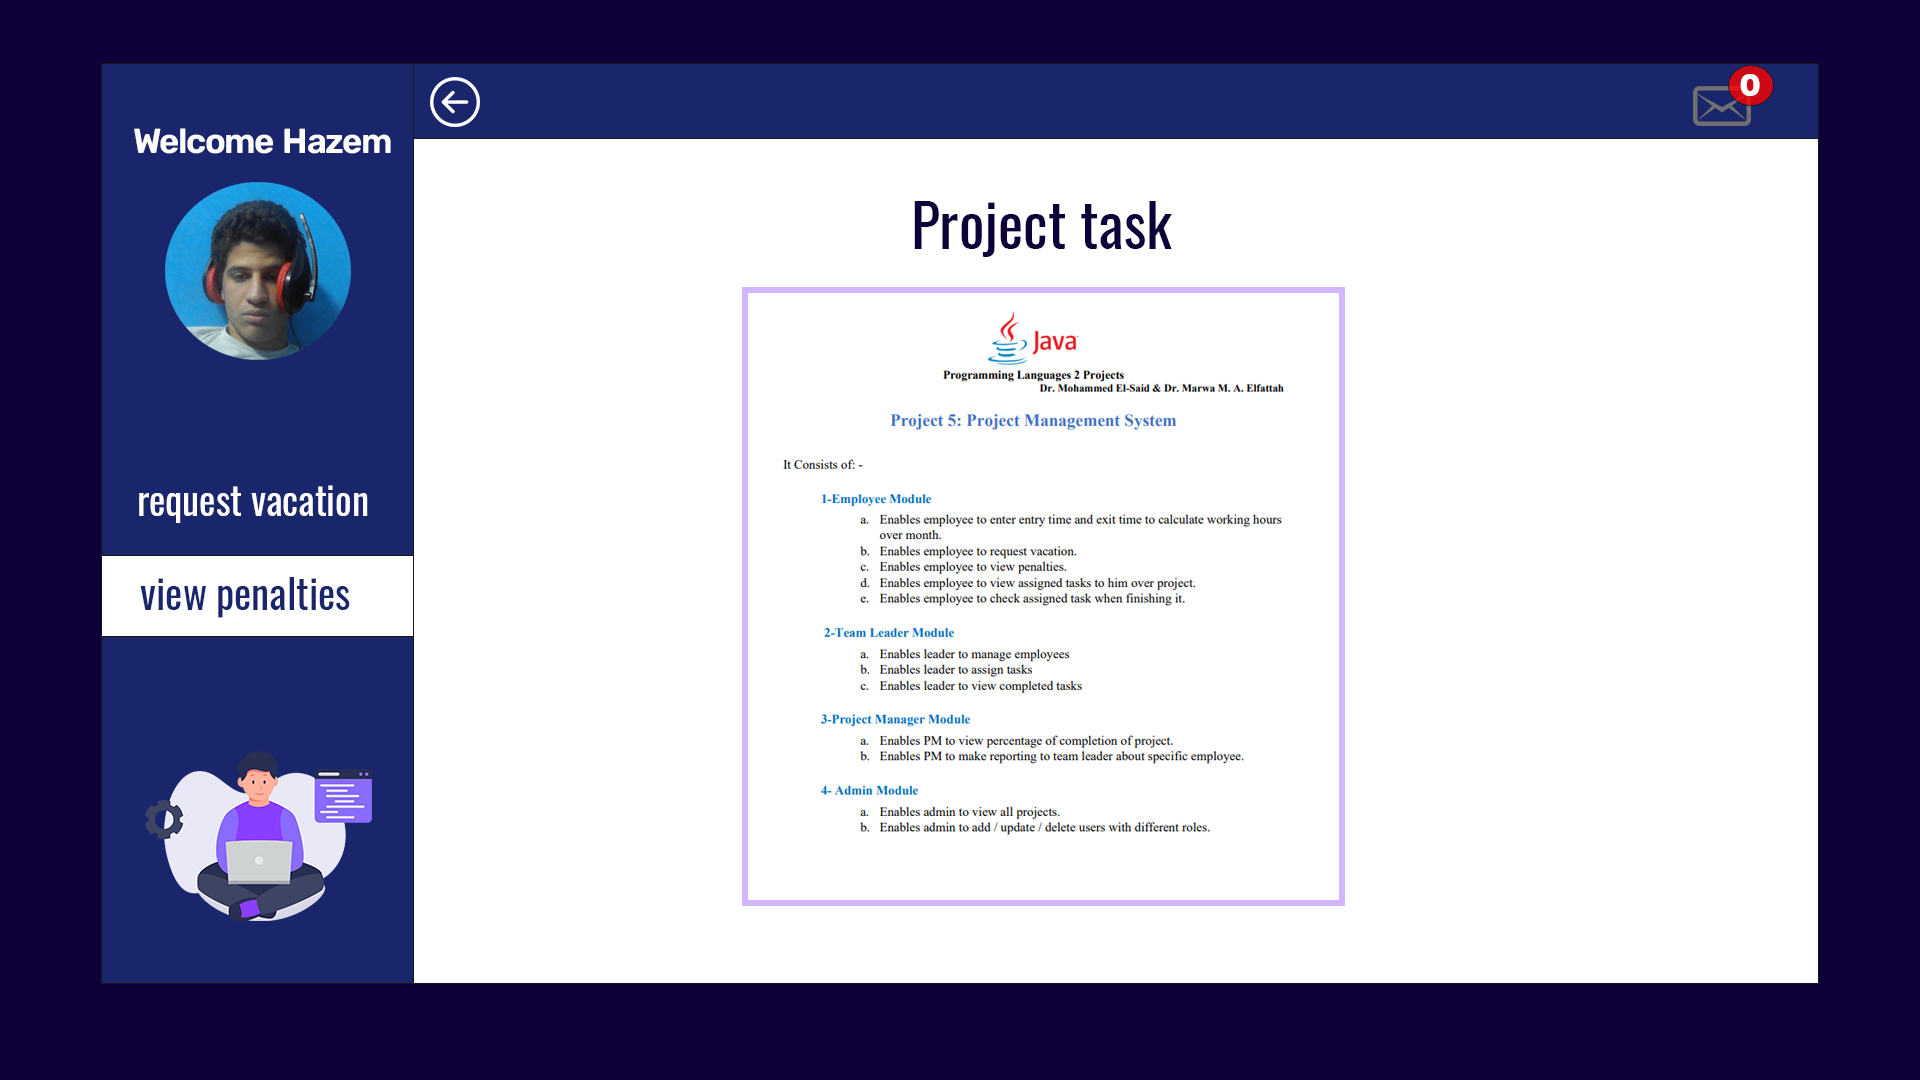 Welcome Hazem
request vacation
view penalties
0
Project task
Java
Programming Languages 2 Projects
Dr. Mohammed El-Said & Dr. Marwa M. A. Elfattah
Project 5: Project Management System
It Consists of: -
1-Employee Module
a. Enables employee to enter entry time and exit time to calculate working hours
over month.
b. Enables employee to request vacation.
c. Enables employee to view penalties.
d. Enables employee to view assigned tasks to him over project.
e. Enables employee to check assigned task when finishing it.
2-Team Leader Module
a. Enables leader to manage employees
b. Enables leader to assign tasks
c. Enables leader to view completed tasks
3-Project Manager Module
a. Enables PM to view percentage of completion of project.
b. Enables PM to make reporting to team leader about specific employee.
4- Admin Module
a. Enables admin to view all projects.
b. Enables admin to add / update / delete users with different roles.